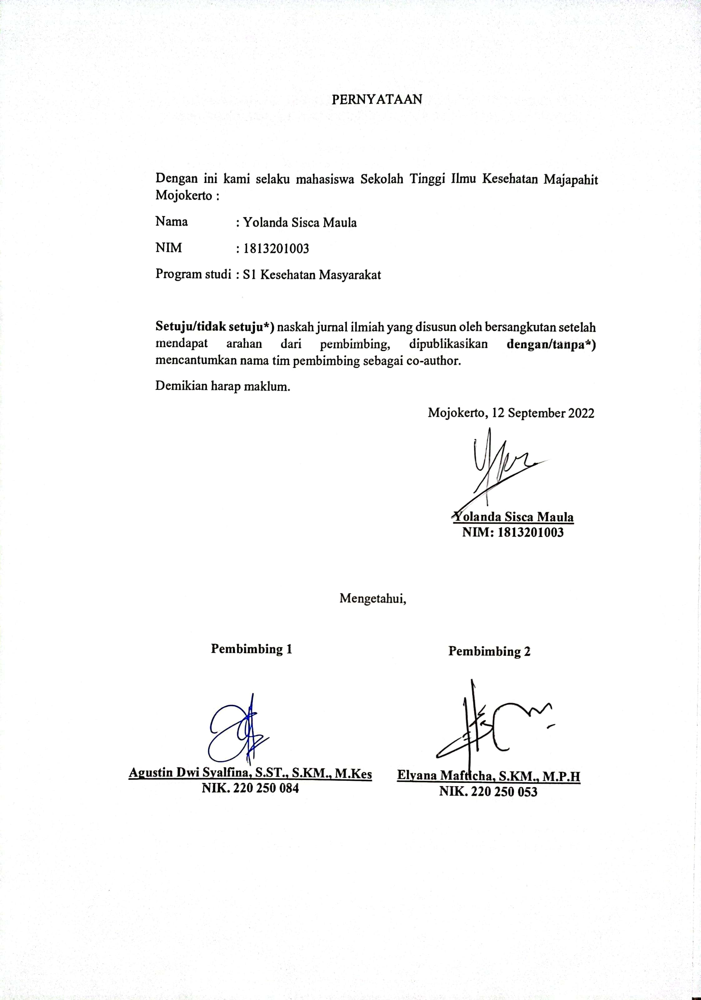 PERNYATAAN
Dengan ini kami selaku mahasiswa Sekolah Tinggi Ilmu Kesehatan Majapahit
Mojokerto :
Nama : Yolanda Sisca Maula
NIM : 1813201003
Program studi : S1 Kesehatan Masyarakat
Setuju/tidak setuju*) naskah jurnal ilmiah yang disusun oleh bersangkutan setelah
mendapat arahan dari pembimbing, dipublikasikan dengan/tanpa*)
mencantumkan nama tim pembimbing sebagai co-author.
Demikian harap maklum.
Mojokerto, 12 September 2022
Yolanda Sisca Maula
NIM: 1813201003
Mengetahui,
Pembimbing 1 Pembimbing 2
Agustin Dwi Syalfina, S.ST., S.KM., M.Kes Elyana Mafticha, S.KM., M.P.H
NIK. 220 250 084 NIK. 220 250 053